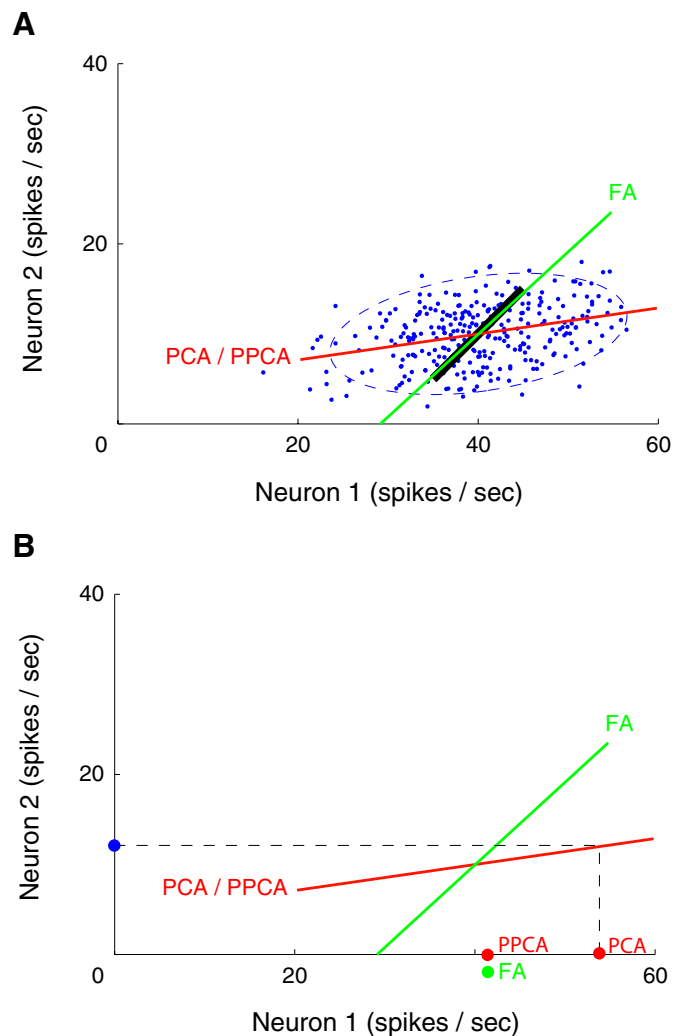 A
40
20
0
20
40
60
Neuron 2 (spikes / sec)
Neuron 1 (spikes / sec)
FA
PCA / PPCA
B
40
20
0
20
60
Neuron 2 (spikes / sec)
Neuron 1 (spikes / sec)
FA
PCA / PPCA
PPCA
PCA
FA